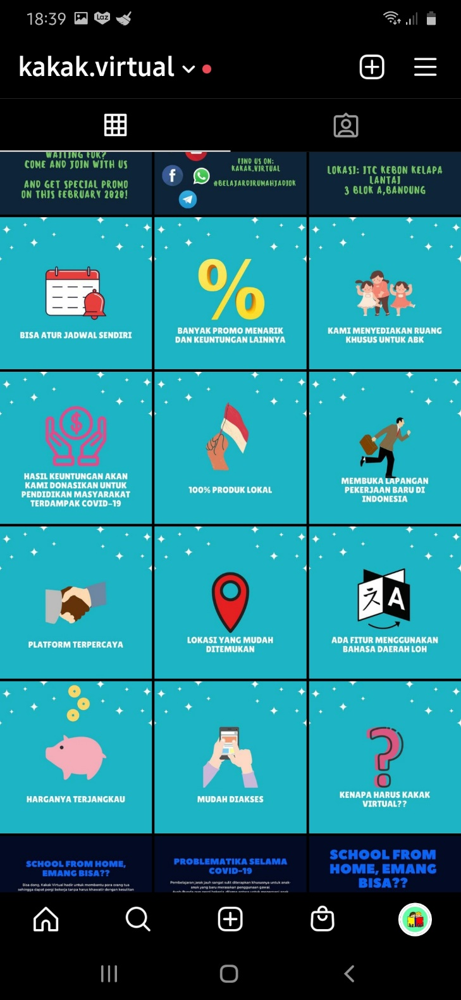 18:39
Laz
kakak.virtual
WAITING FOR?
COME AND JOIN WITH US
AND GET SPECIAL PROMO
ON THIS FEBRUARY 2020!
FIND US ON:
KAKAK.VIRTUAL
#BELAJARDIRUMAHJADIOK
LOKASI: ITC KEBON KELAPA
LANTAI
3 BLOK A,BANDUNG
BISA ATUR JADWAL SENDIRI
%
BANYAK PROMO MENARIK
DAN KEUNTUNGAN LAINNYA
KAMI MENYEDIAKAN RUANG
KHUSUS UNTUK ABK
$
HASIL KEUNTUNGAN AKAN
KAMI DONASIKAN UNTUK
PENDIDIKAN MASYARAKAT
TERDAMPAK COVID-19
100% PRODUK LOKAL
MEMBUKA LAPANGAN
PEKERJAAN BARU DI
INDONESIA
PLATFORM TERPERCAYA
LOKASI YANG MUDAH
DITEMUKAN
A
ADA FITUR MENGGUNAKAN
BAHASA DAERAH LOH
HARGANYA TERJANGKAU
MUDAH DIAKSES
?
KENAPA HARUS KAKAK
VIRTUAL??
SCHOOL FROM HOME,
EMANG BISA??
Bisa dong, Kakak Virtual hadir untuk membantu para orang tua
sehingga dapat pergi bekerja tanpa harus khawatir dengan kesulitan
PROBLEMATIKA SELAMA
COVID-19
Pembelajaran jarak jauh sangat sulit diterapkan khususnya untuk anak-
anak yang baru merasakan penggunaan gawai.
SCHOOL FROM
HOME, EMANG
BISA??